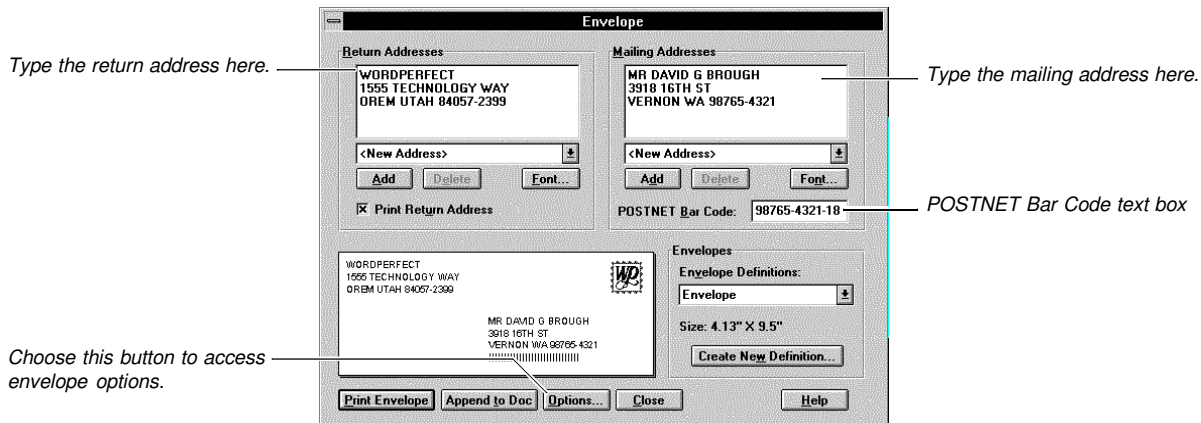 Envelope
Type the return address here.
Return Addresses
WORDPERFECT
1555 TECHNOLOGY WAY
OREM UTAH 84057-2399
<New Address>
Add Delete Font...
Print Return Address
Mailing Addresses
MR DAVID G BROUGH
3918 16TH ST
VERNON WA 98765-4321
<New Address>
Add Delete Font...
POSTNET Bar Code: 98765-4321-18
Type the mailing address here.
POSTNET Bar Code text box
WORDPERFECT
1555 TECHNOLOGY WAY
OREM UTAH 84057-2399
WP
MR DAVID G BROUGH
3918 16TH ST
VERNON WA 98765-4321
Envelopes
Envelope Definitions:
Envelope
Size: 4.13" X 9.5"
Create New Definition...
Choose this button to access
envelope options.
Print Envelope Append to Doc Options... Close Help